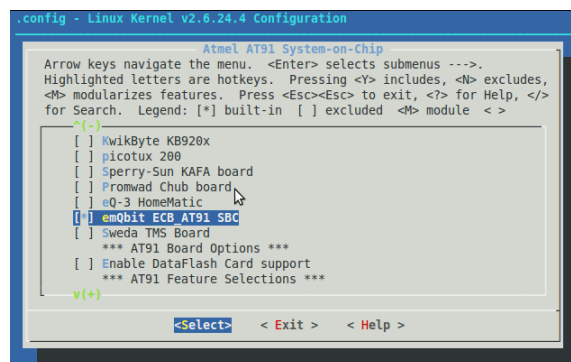 .config - Linux Kernel v2.6.24.4 Configuration
Atmel AT91 System-on-Chip
Arrow keys navigate the menu.  <Enter> selects submenus --->.
Highlighted letters are hotkeys.  Pressing <Y> includes, <N> excludes,
<M> modularizes features.  Press <Esc><Esc> to exit, <?> for Help, </>
for Search.  Legend: [*] built-in  [ ] excluded  <M> module  < >
^(-)
[ ] KwikByte KB920x
[ ] picotux 200
[ ] Sperry-Sun KAFA board
[ ] Promwad Chub board
[ ] eQ-3 HomeMatic
[*] emQbit ECB_AT91 SBC
[ ] Sweda TMS Board
*** AT91 Board Options ***
[ ] Enable DataFlash Card support
*** AT91 Feature Selections ***
v(+)
<Select>    < Exit >    < Help >